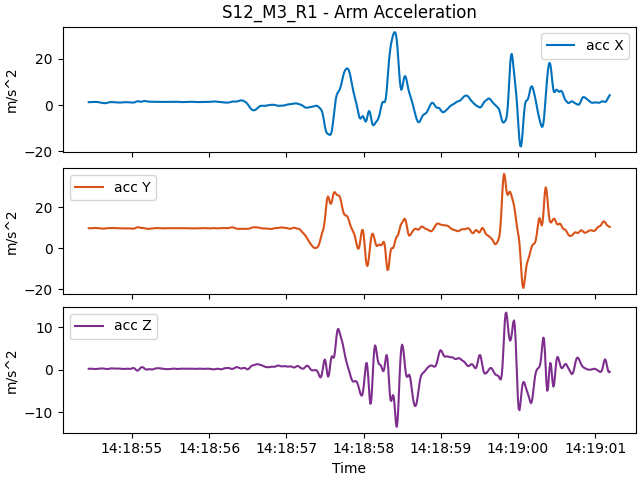 S12_M3_R1 - Arm Acceleration
m/s^2
20
0
−20
acc X
m/s^2
20
0
−20
acc Y
m/s^2
10
0
−10
acc Z
14:18:55 14:18:56 14:18:57 14:18:58 14:18:59 14:19:00 14:19:01
Time